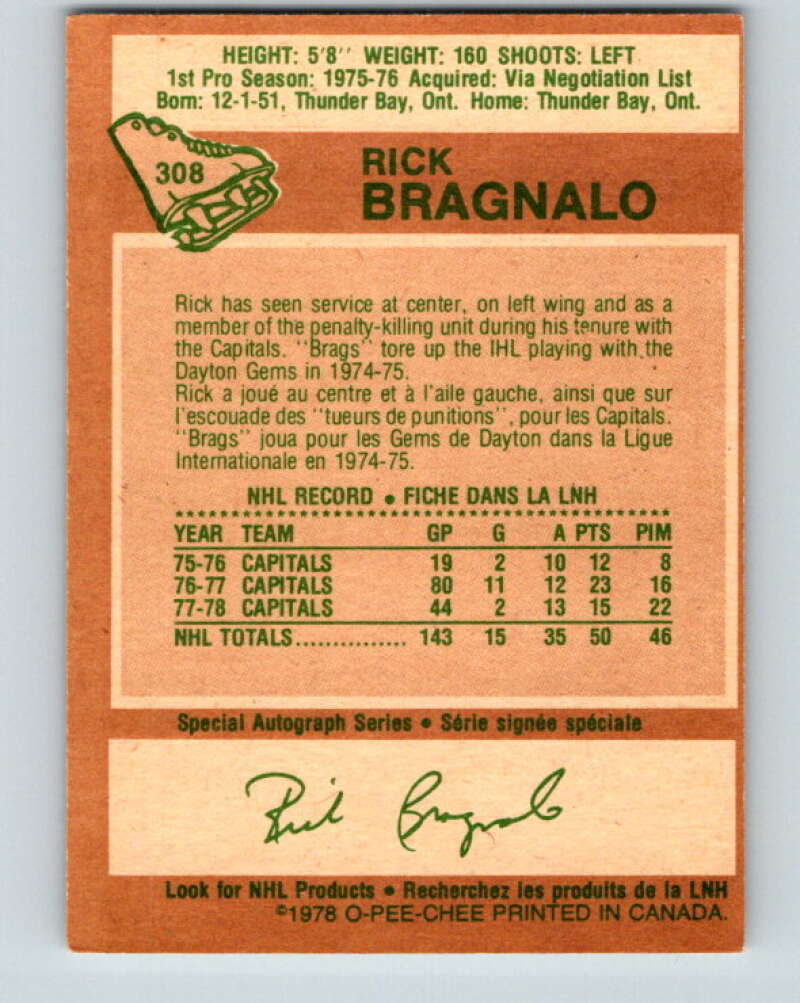 HEIGHT: 5'8'' WEIGHT: 160 SHOOTS: LEFT
1st Pro Season: 1975-76 Acquired: Via Negotiation List
Born: 12-1-51, Thunder Bay, Ont. Home: Thunder Bay, Ont.
308
RICK
BRAGNALO
Rick has seen service at center, on left wing and as a
member of the penalty-killing unit during his tenure with
the Capitals. ''Brags'' tore up the IHL playing with the
Dayton Gems in 1974-75.
Rick a joué au centre et à l'aile gauche, ainsi que sur
l'escouade des ''tueurs de punitions'', pour les Capitals.
''Brags'' joua pour les Gems de Dayton dans la Ligue
Internationale en 1974-75.
NHL RECORD • FICHE DANS LA LNH
YEAR TEAM GP G A PTS PIM
75-76 CAPITALS 19 2 10 12 8
76-77 CAPITALS 80 11 12 23 16
77-78 CAPITALS 44 2 13 15 22
NHL TOTALS............... 143 15 35 50 46
Special Autograph Series • Série signée spéciale
Rick Bragnalo
Look for NHL Products • Recherchez les produits de la LNH
©1978 O-PEE-CHEE PRINTED IN CANADA.